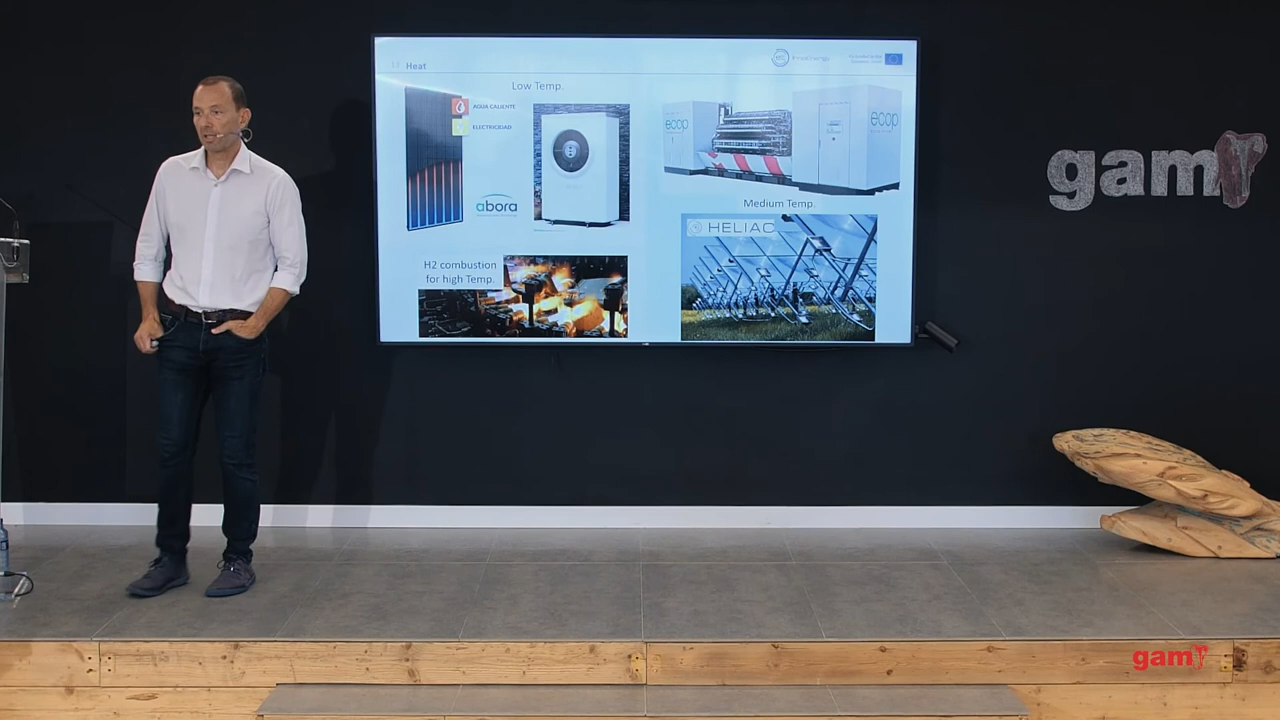 Heat
Low Temp.
AGUA CALIENTE
ELECTRICIDAD
abora
ecop
ecop
Medium Temp.
HELIAC
H2 combustion
for high Temp.
gam
gam